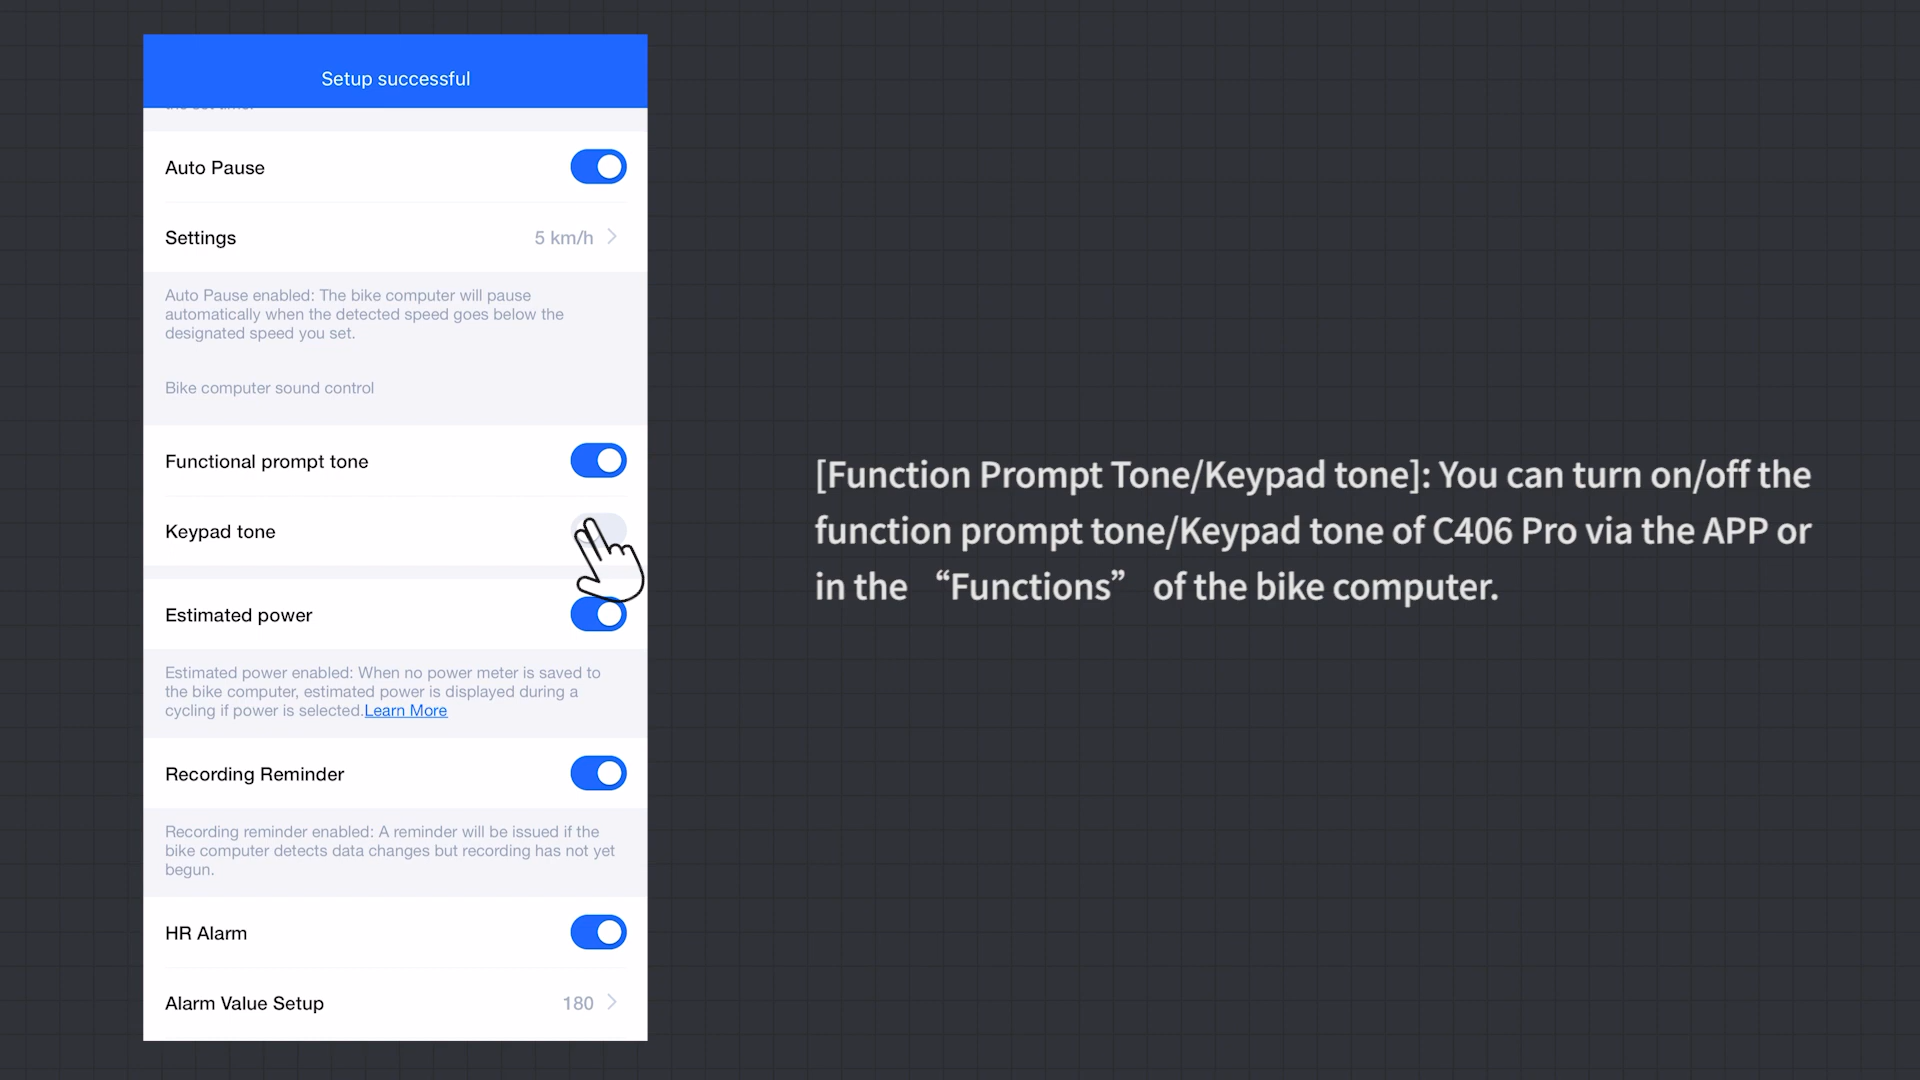 Setup successful
Auto Pause
Settings 5 km/h
Auto Pause enabled: The bike computer will pause
automatically when the detected speed goes below the
designated speed you set.
Bike computer sound control
Functional prompt tone
Keypad tone
Estimated power
Estimated power enabled: When no power meter is saved to
the bike computer, estimated power is displayed during a
cycling if power is selected.Learn More
Recording Reminder
Recording reminder enabled: A reminder will be issued if the
bike computer detects data changes but recording has not yet
begun.
HR Alarm
Alarm Value Setup 180
[Function Prompt Tone/Keypad tone]: You can turn on/off the
function prompt tone/Keypad tone of C406 Pro via the APP or
in the “Functions” of the bike computer.